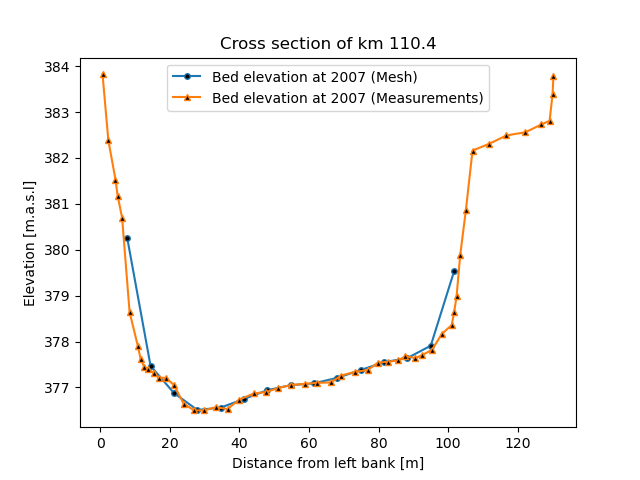 Cross section of km 110.4
Bed elevation at 2007 (Mesh)
Bed elevation at 2007 (Measurements)
Elevation [m.a.s.l]
384
383
382
381
380
379
378
377
0 20 40 60 80 100 120
Distance from left bank [m]